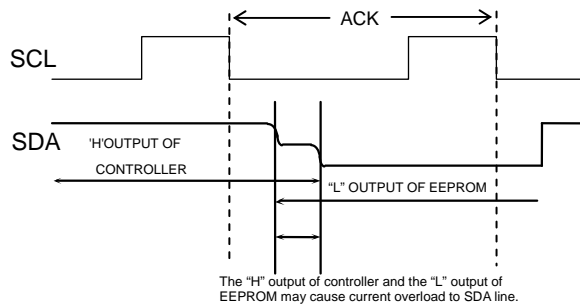 ACK
SCL
SDA
'H'OUTPUT OF
CONTROLLER
“L” OUTPUT OF EEPROM
The “H” output of controller and the “L” output of
EEPROM may cause current overload to SDA line.